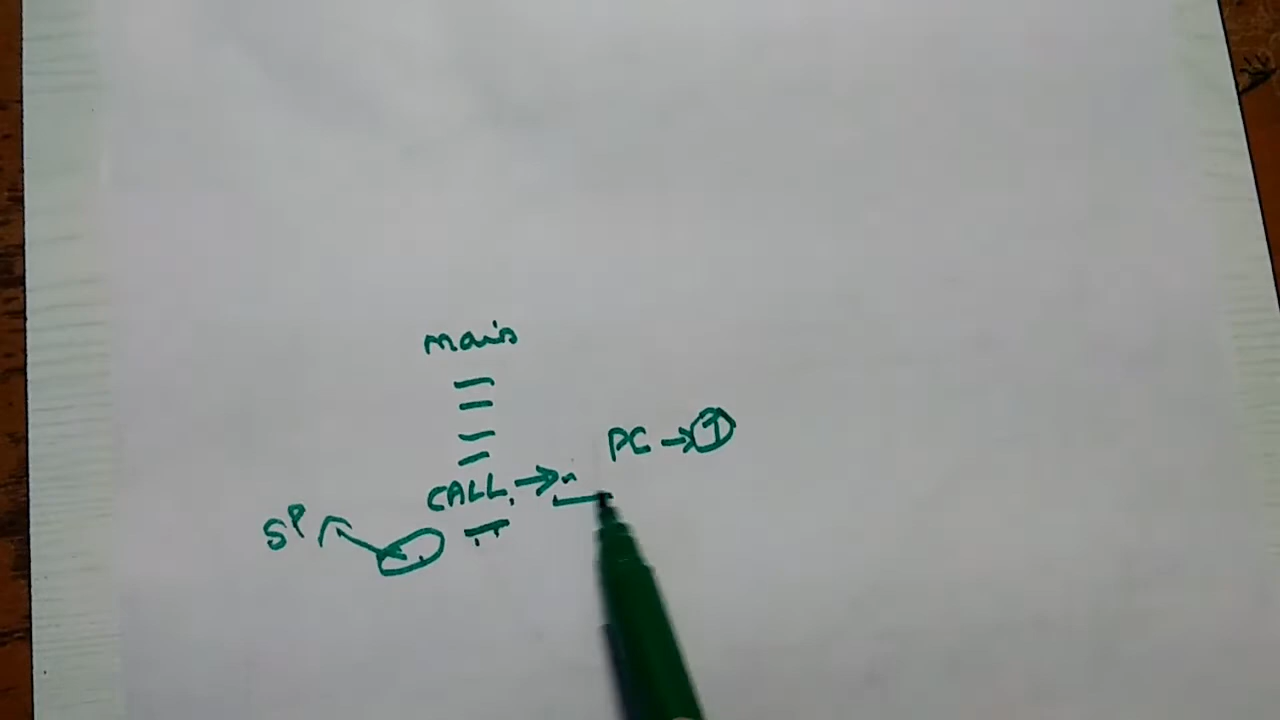 main
PC →
CALL →
SP